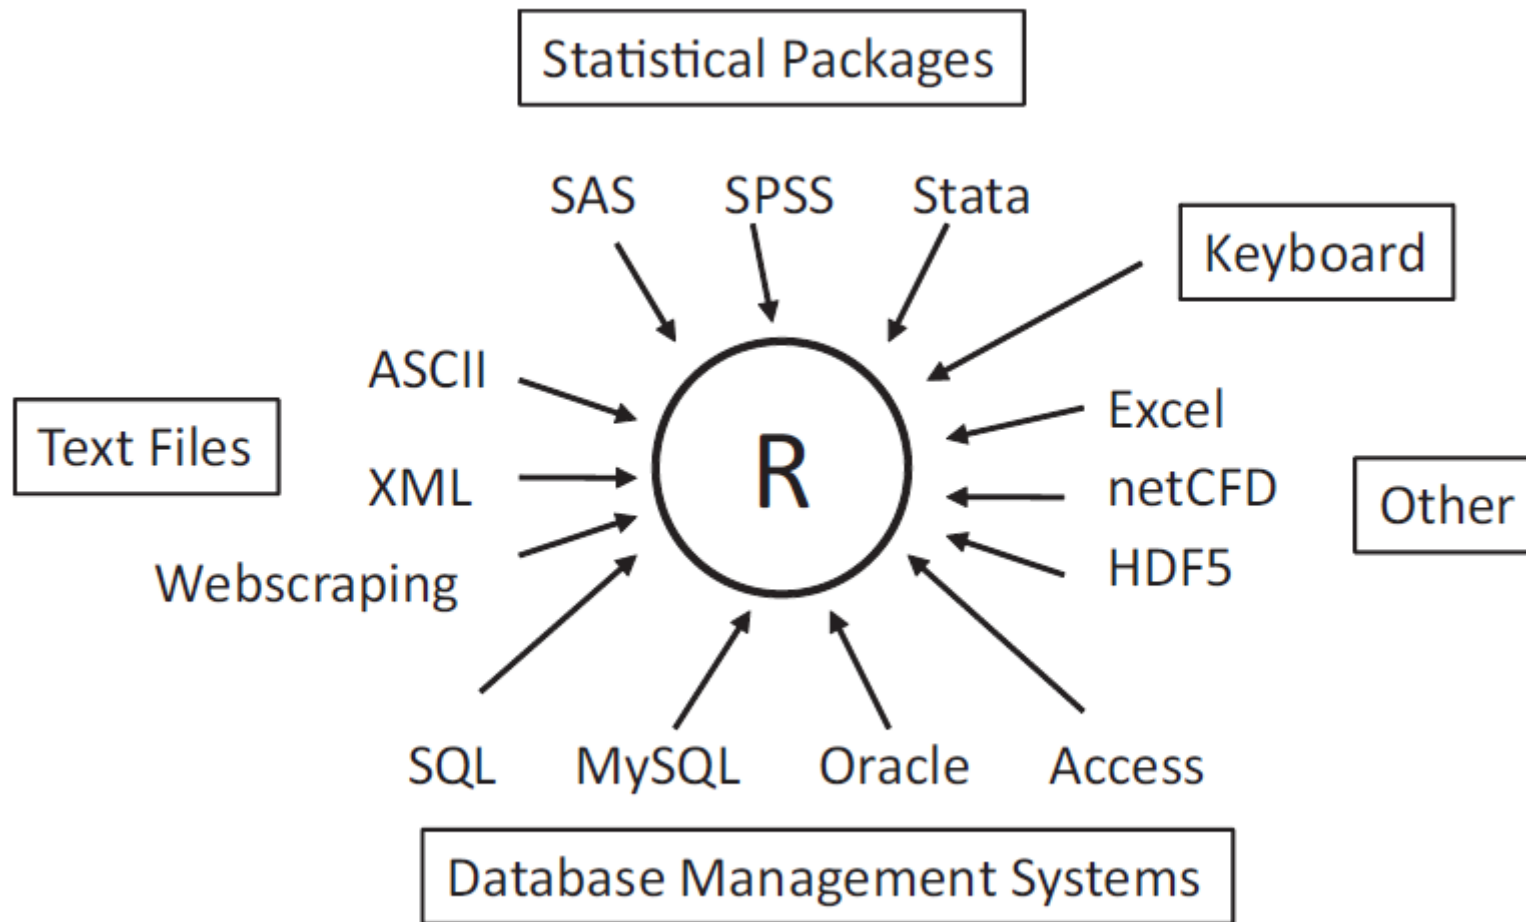 Statistical Packages
SAS SPSS Stata
Keyboard
ASCII
Excel
Text Files
R
XML
netCFD
Other
Webscraping
HDF5
SQL MySQL Oracle Access
Database Management Systems